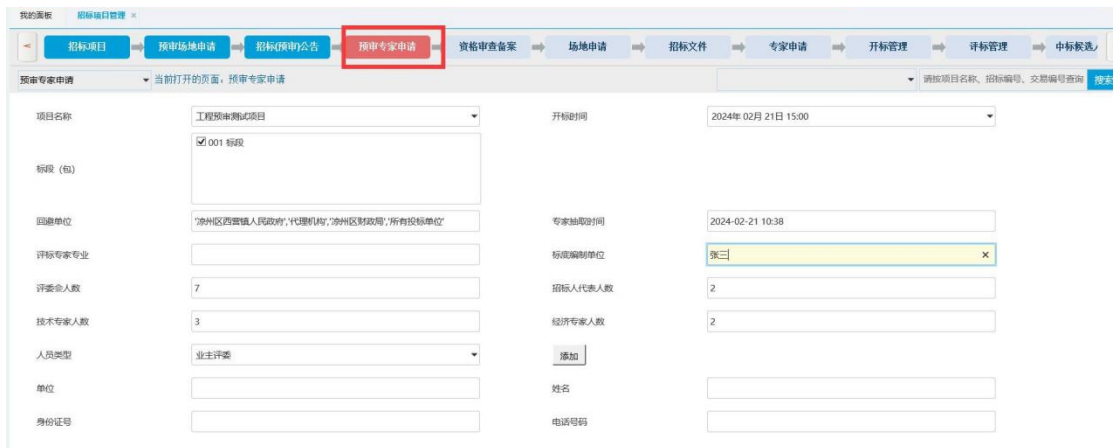 我的面板 招标项目管理 ×
招标项目 预审场地申请 招标(预审)公告 预审专家申请 资格审查备案 场地申请 招标文件 专家申请 开标管理 评标管理 中标候选人
预审专家申请 当前打开的页面：预审专家申请 请按项目名称、招标编号、交易编号查询 搜索
项目名称 工程预审测试项目 开标时间 2024年 02月 21日 15:00
001 标段
标段（包）
回避单位 '凉州区西营镇人民政府','代理机构','凉州区财政局','所有投标单位' 专家抽取时间 2024-02-21 10:38
评标专家专业 标底编制单位 张三 ×
评委会人数 7 招标人代表人数 2
技术专家人数 3 经济专家人数 2
人员类型 业主评委 添加
单位 姓名
身份证号 电话号码